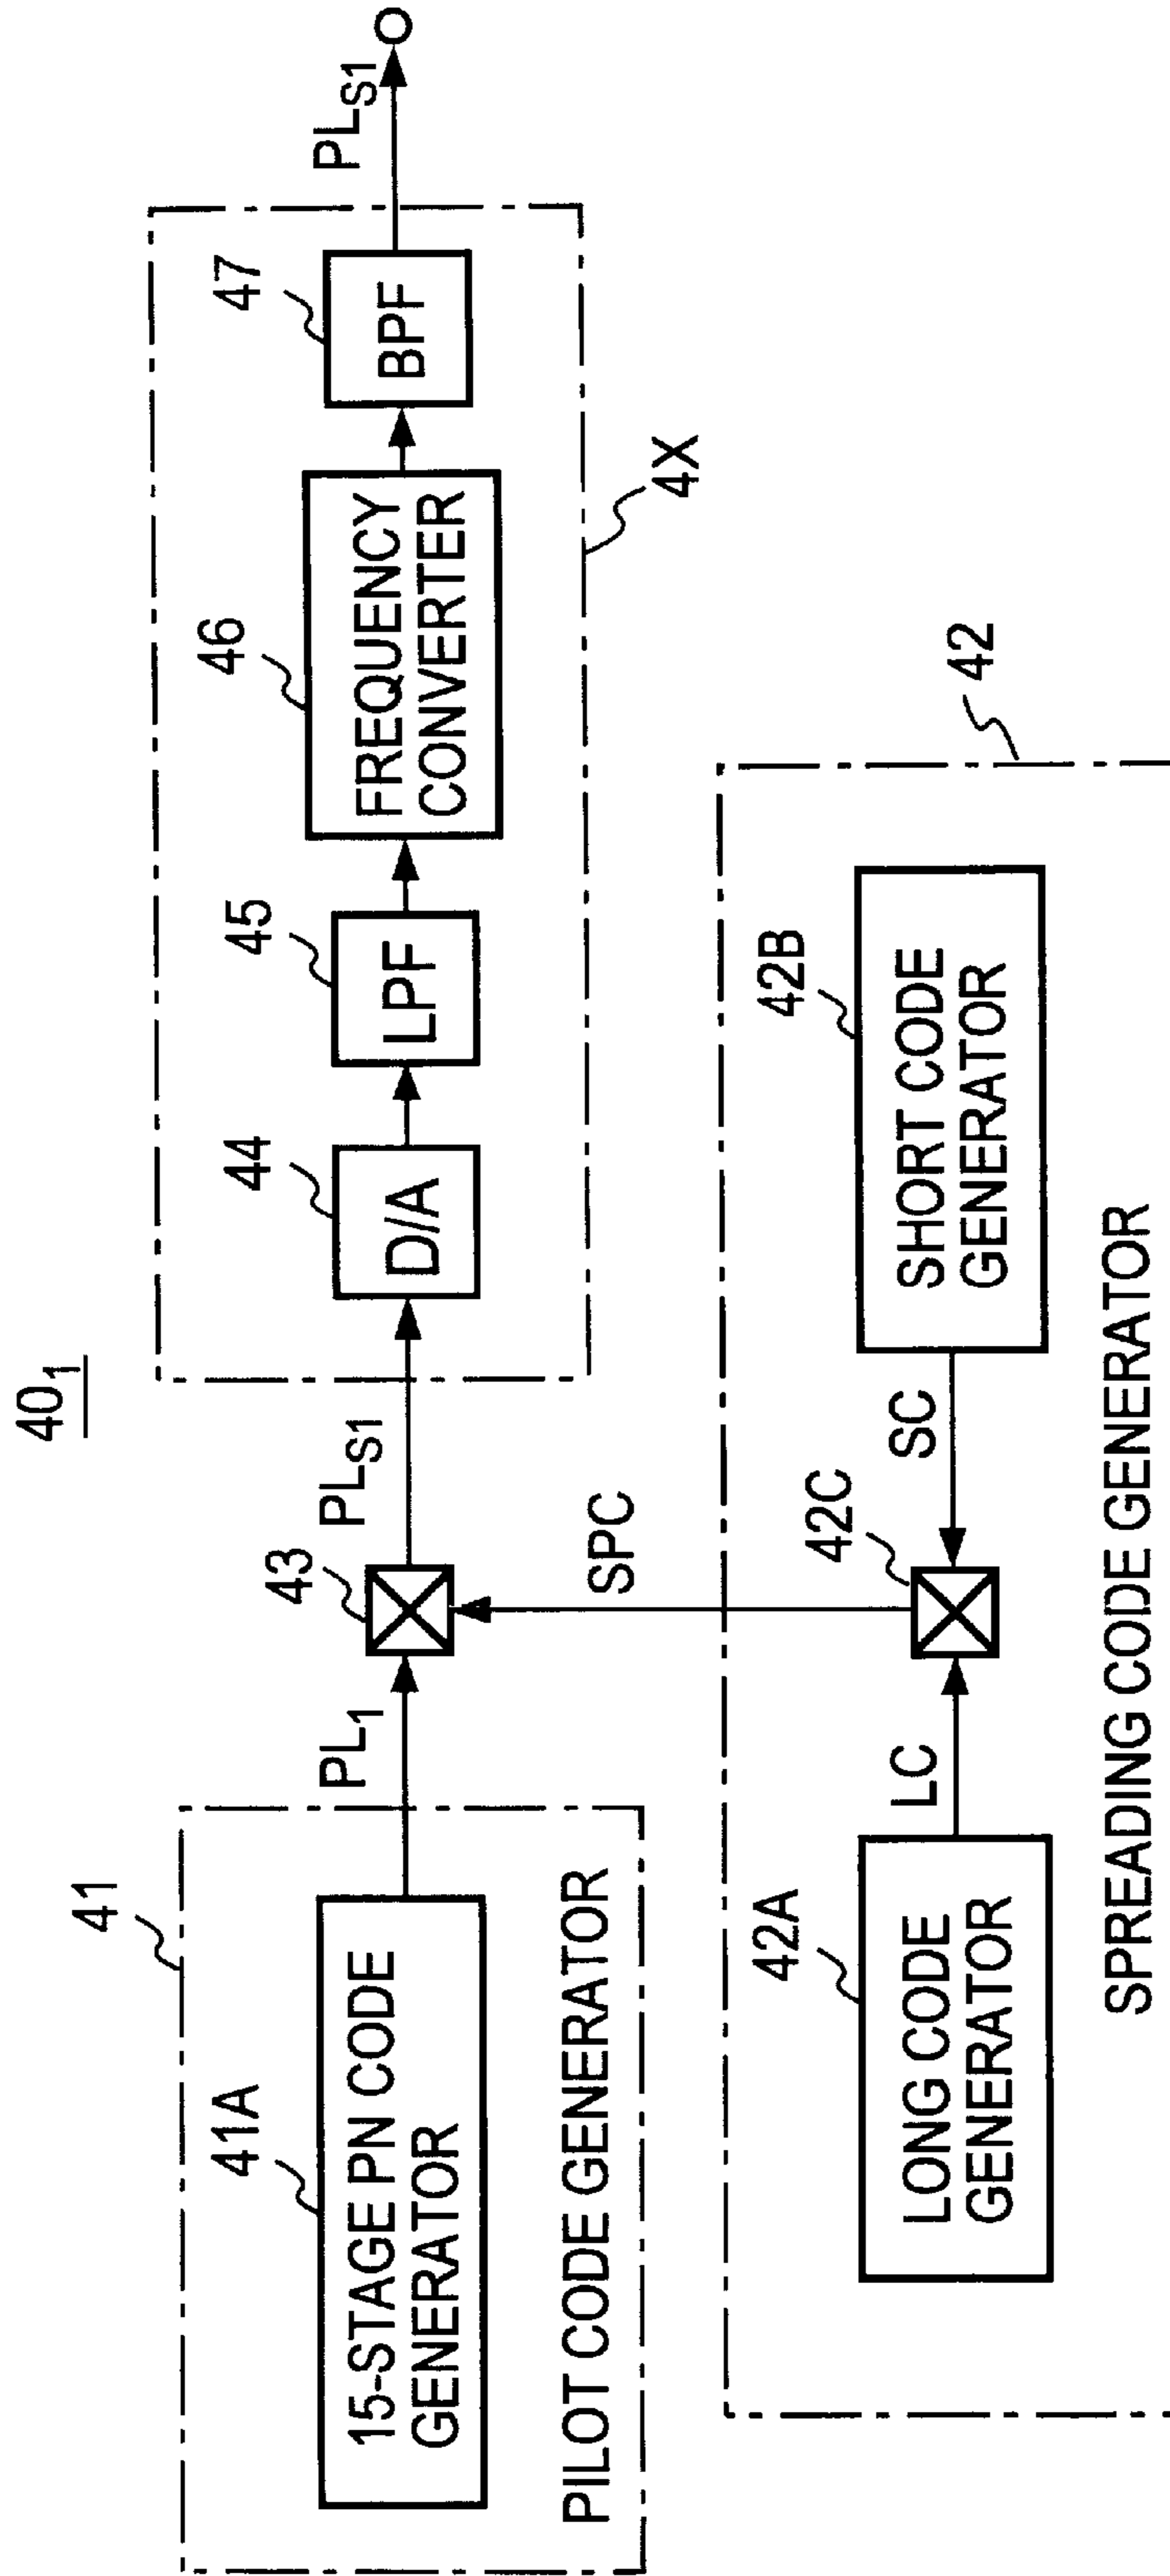 40₁
41
41A
15-STAGE PN CODE
GENERATOR
PILOT CODE GENERATOR
PL₁
43
PL_S1
44
D/A
45
LPF
46
FREQUENCY
CONVERTER
47
BPF
PL_S1
4X
SPC
42
42A
LONG CODE
GENERATOR
LC
42C
SC
42B
SHORT CODE
GENERATOR
SPREADING CODE GENERATOR